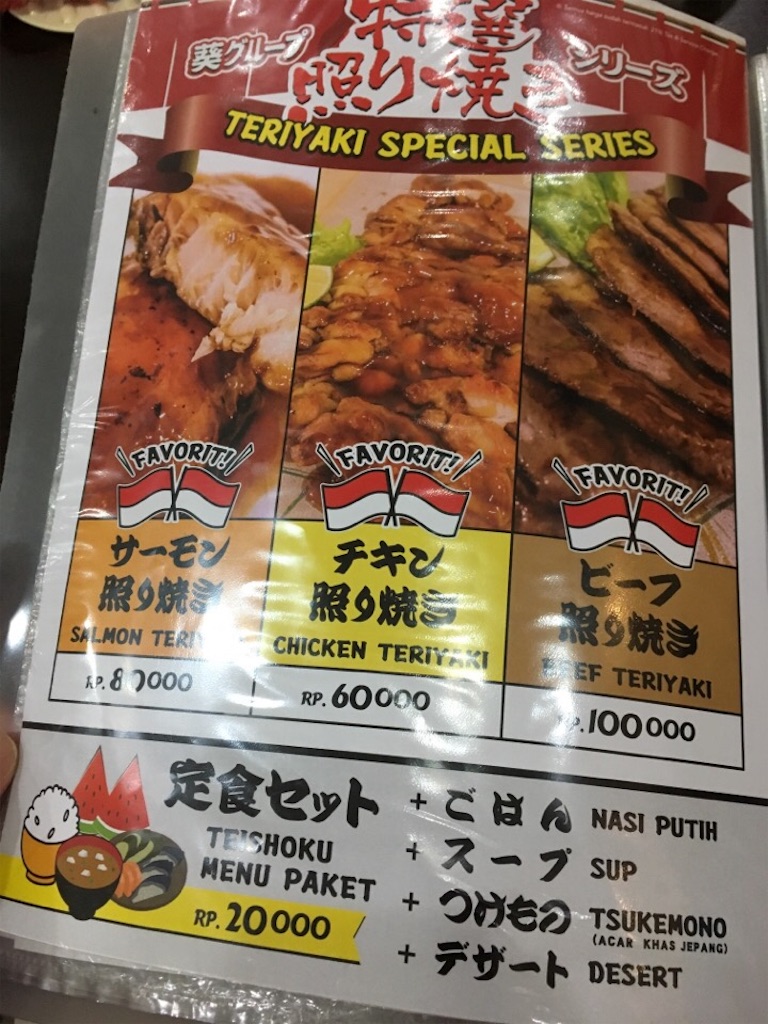 葵グループ
特選
照り焼き
シリーズ
TERIYAKI SPECIAL SERIES
FAVORIT!
サーモン
照り焼き
SALMON TERI
RP. 80000
FAVORIT!
チキン
照り焼き
CHICKEN TERIYAKI
RP. 60000
FAVORIT!
ビーフ
照り焼き
BEEF TERIYAKI
RP. 100000
定食セット
TEISHOKU
MENU PAKET
RP. 20000
+ ごはん NASI PUTIH
+ スープ SUP
+ つけもの TSUKEMONO
(ACAR KHAS JEPANG)
+ デザート DESERT